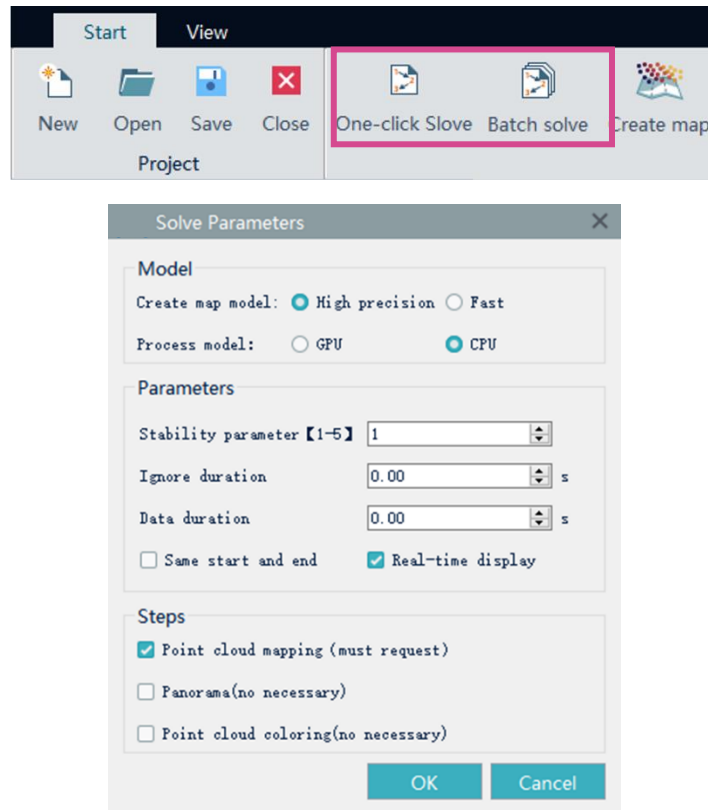 Start View
New Open Save Close One-click Slove Batch solve Create map
Project
Solve Parameters
Model
Create map model: High precision Fast
Process model: GPU CPU
Parameters
Stability parameter【1-5】 1
Ignore duration 0.00 s
Data duration 0.00 s
Same start and end Real-time display
Steps
Point cloud mapping (must request)
Panorama(no necessary)
Point cloud coloring(no necessary)
OK Cancel